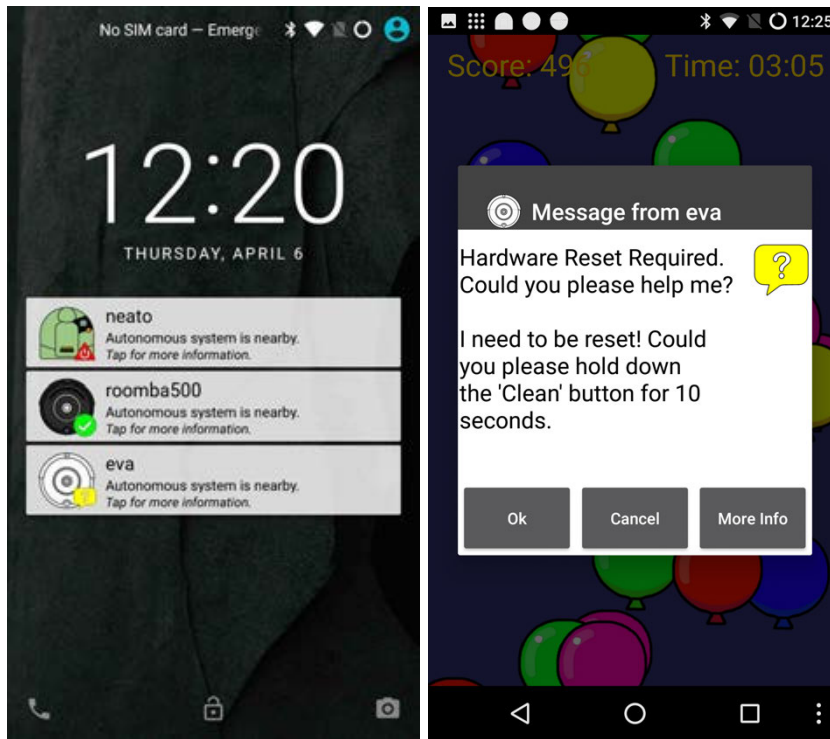 No SIM card – Emerge
12:20
THURSDAY, APRIL 6
neato
Autonomous system is nearby.
Tap for more information.
roomba500
Autonomous system is nearby.
Tap for more information.
eva
Autonomous system is nearby.
Tap for more information.
12:25
Score: 496
Time: 03:05
Message from eva
Hardware Reset Required.
Could you please help me?
?
I need to be reset! Could
you please hold down
the 'Clean' button for 10
seconds.
Ok
Cancel
More Info